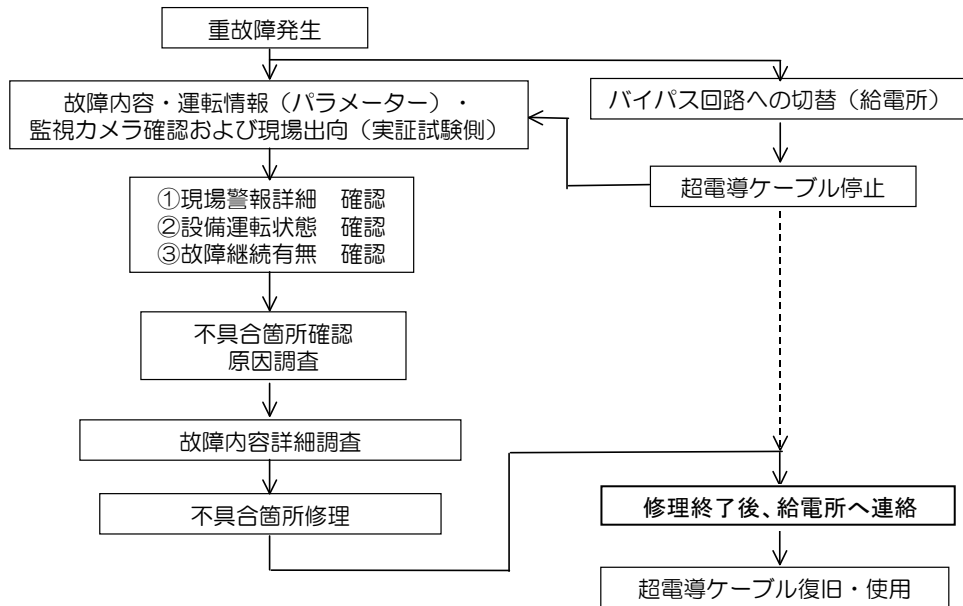 重故障発生
故障内容・運転情報（パラメーター）・
監視カメラ確認および現場出向（実証試験側）
バイパス回路への切替（給電所）
超電導ケーブル停止
①現場警報詳細　確認
②設備運転状態　確認
③故障継続有無　確認
不具合箇所確認
原因調査
故障内容詳細調査
不具合箇所修理
修理終了後、給電所へ連絡
超電導ケーブル復旧・使用